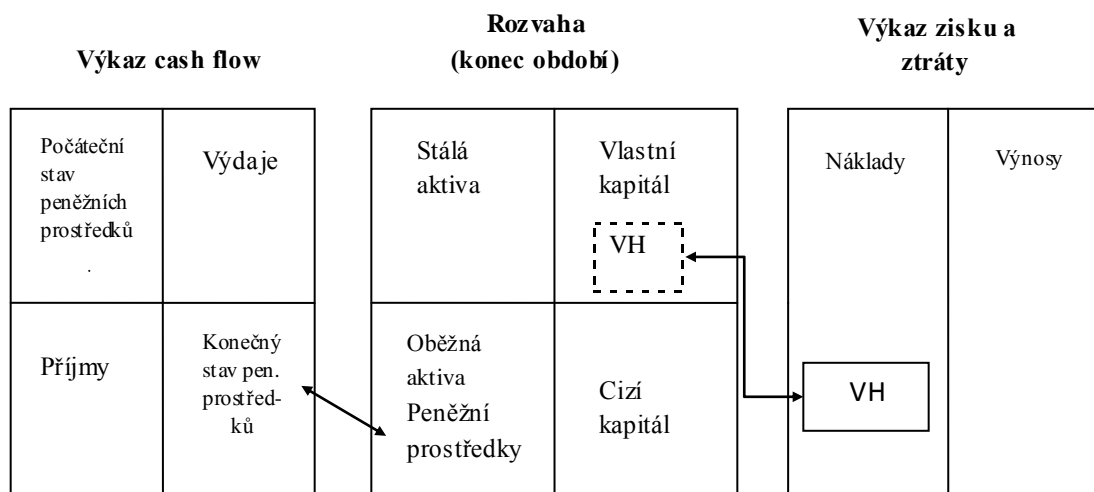 Výkaz cash flow
Rozvaha
(konec období)
Výkaz zisku a
ztráty
Počáteční
stav
peněžních
prostředků
.
Výdaje
Příjmy
Konečný
stav pen.
prostřed-
ků
Stálá
aktiva
Vlastní
kapitál
VH
Oběžná
aktiva
Peněžní
prostředky
Cizí
kapitál
Náklady
Výnosy
VH